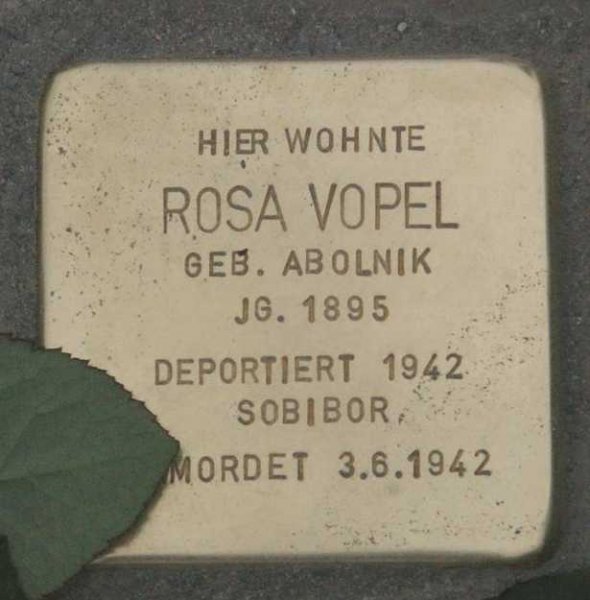 HIER WOHNTE
ROSA VOPEL
GEB. ABOLNIK
JG. 1895
DEPORTIERT 1942
SOBIBOR
MORDET 3.6.1942